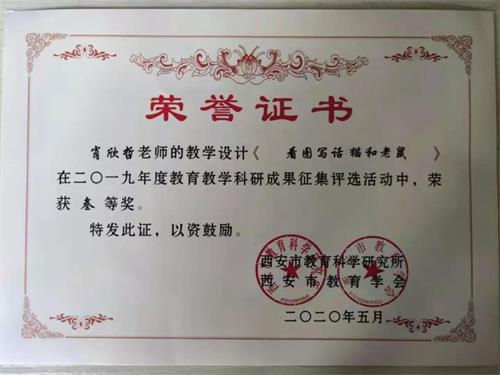 荣誉证书
肖欣哲老师的教学设计《 看图写话 猫和老鼠 》
在二〇一九年度教育教学科研成果征集评选活动中，荣
获 叁 等奖。
特发此证，以资鼓励。
西安市教育科学研究所
西安市教育学会
二〇二〇年五月